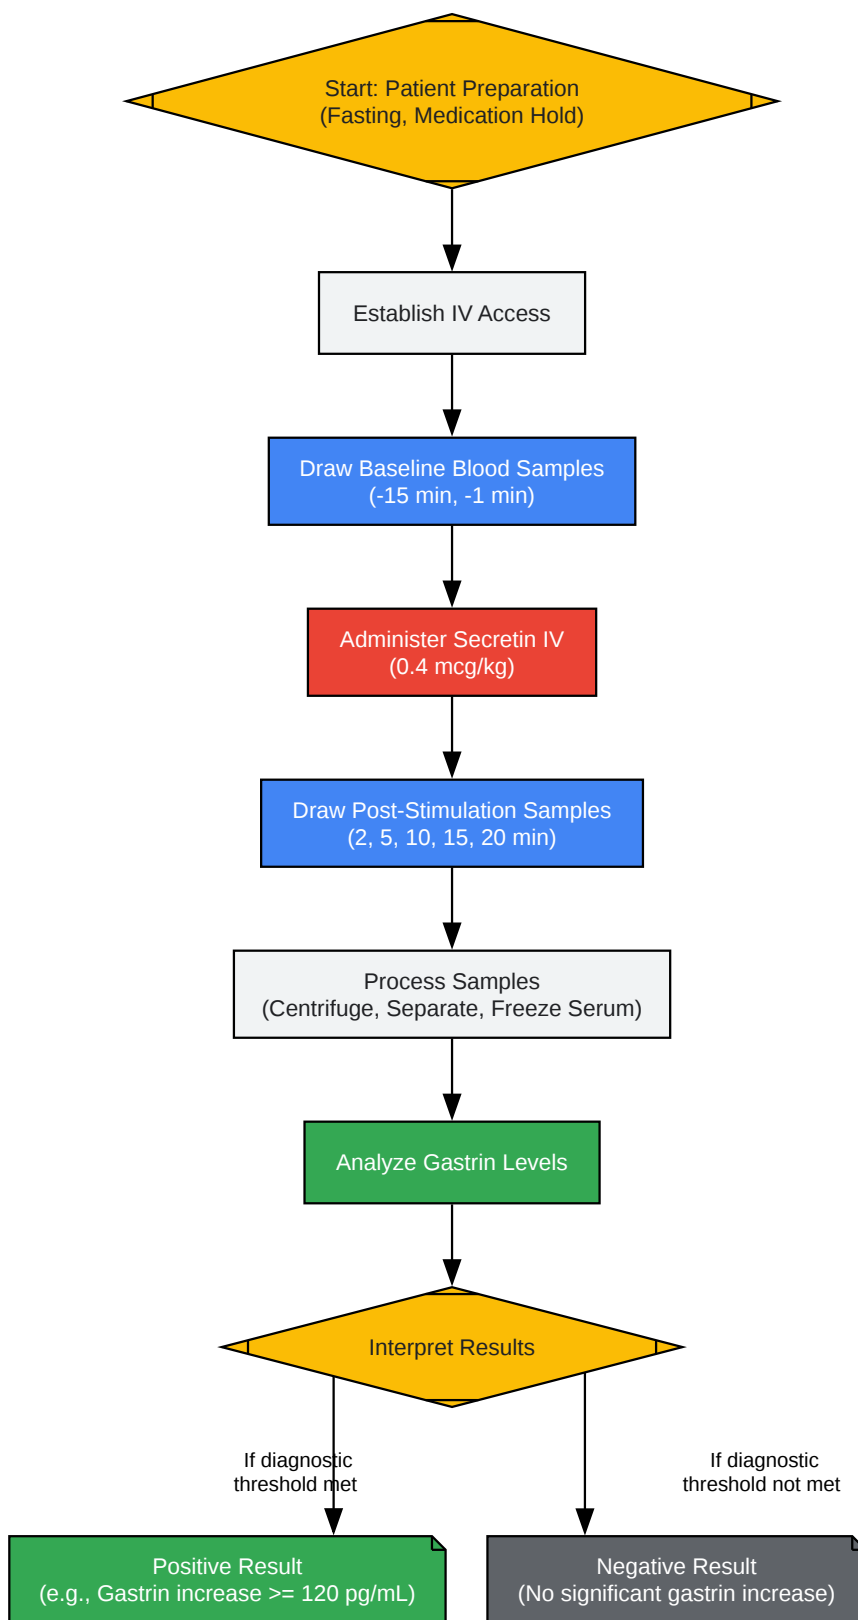 Start: Patient Preparation
(Fasting, Medication Hold)
Establish IV Access
Draw Baseline Blood Samples
(-15 min, -1 min)
Administer Secretin IV
(0.4 mcg/kg)
Draw Post-Stimulation Samples
(2, 5, 10, 15, 20 min)
Process Samples
(Centrifuge, Separate, Freeze Serum)
Analyze Gastrin Levels
Interpret Results
If diagnostic
threshold met
If diagnostic
threshold not met
Positive Result
(e.g., Gastrin increase >= 120 pg/mL)
Negative Result
(No significant gastrin increase)